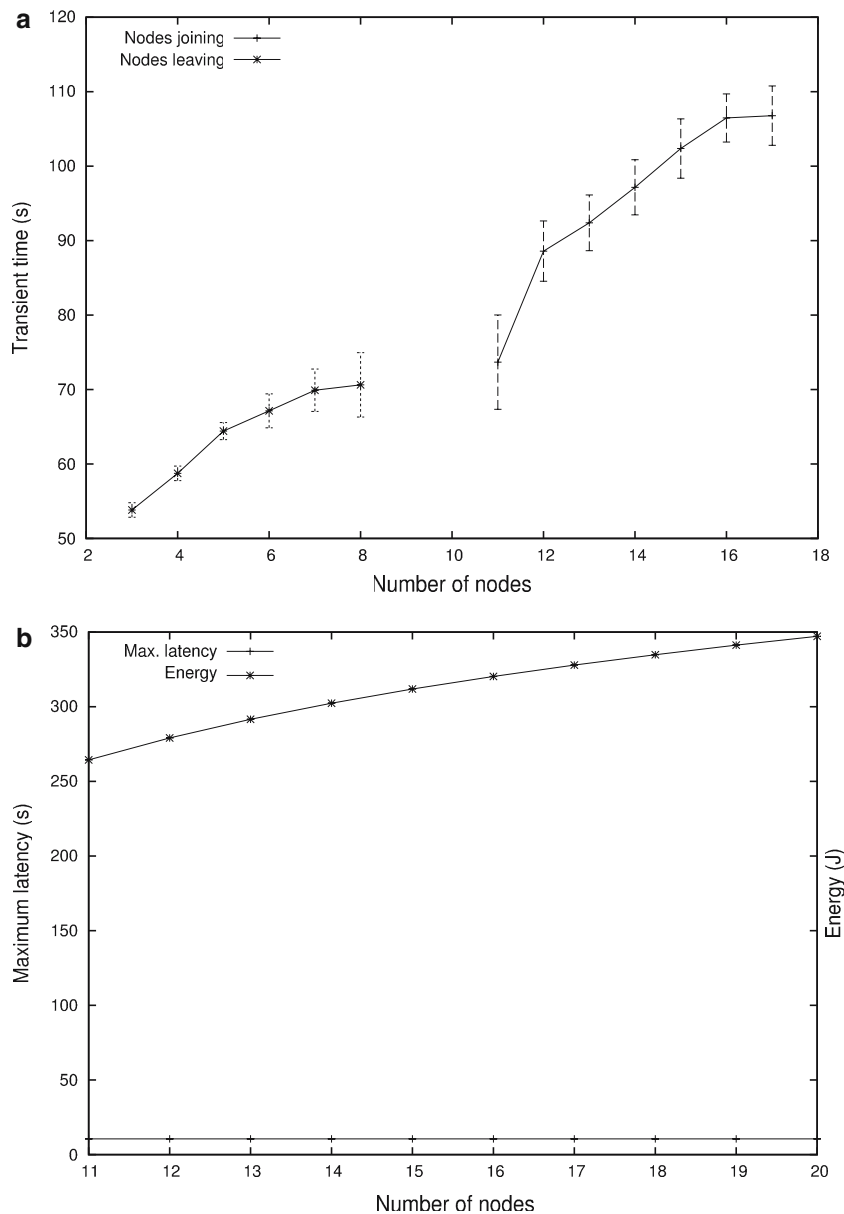 a
120
110
100
90
80
70
60
50
Transient time (s)
Nodes joining
Nodes leaving
2 4 6 8 10 12 14 16 18
Number of nodes
b
350
300
250
200
150
100
50
0
Maximum latency (s)
Max. latency
Energy
Energy (J)
11 12 13 14 15 16 17 18 19 20
Number of nodes